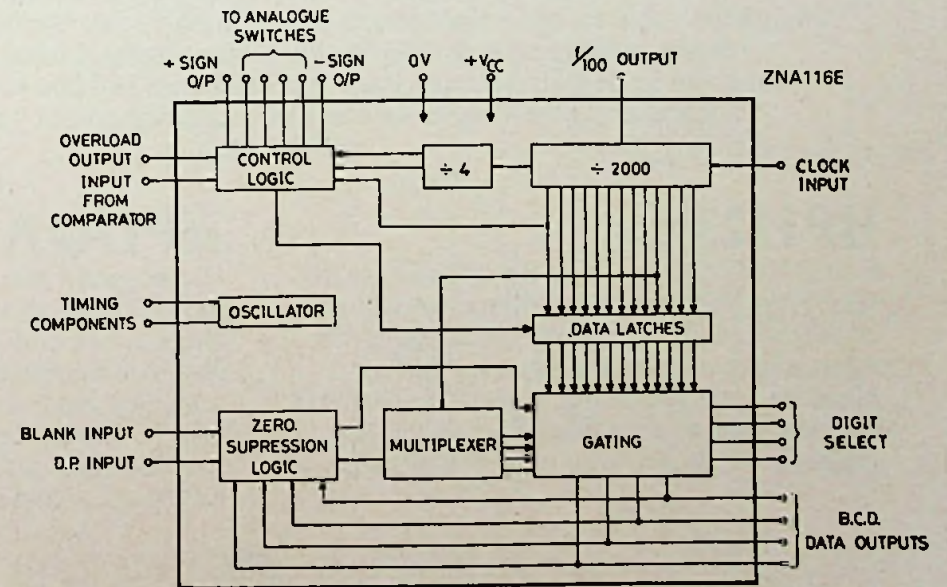 TO ANALOGUE
SWITCHES
+ SIGN
O/P
-SIGN
O/P
0V
+VCC
1/100 OUTPUT
ZNA116E
OVERLOAD
OUTPUT
INPUT
FROM
COMPARATOR
CONTROL
LOGIC
÷ 4
÷ 2000
CLOCK
INPUT
TIMING
COMPONENTS
OSCILLATOR
DATA LATCHES
BLANK INPUT
D.P. INPUT
ZERO.
SUPRESSION
LOGIC
MULTIPLEXER
GATING
DIGIT
SELECT
B.C.D.
DATA OUTPUTS